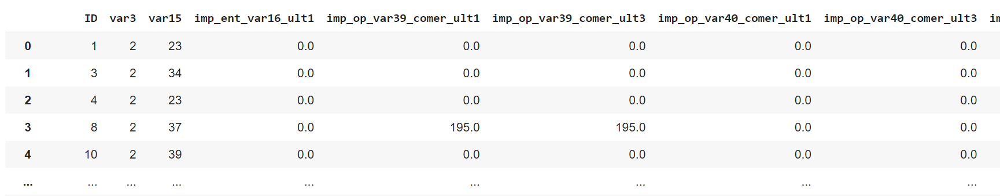 ID var3 var15 imp_ent_var16_ult1 imp_op_var39_comer_ult1 imp_op_var39_comer_ult3 imp_op_var40_comer_ult1 imp_op_var40_comer_ult3
0 1 2 23 0.0 0.0 0.0 0.0 0.0
1 3 2 34 0.0 0.0 0.0 0.0 0.0
2 4 2 23 0.0 0.0 0.0 0.0 0.0
3 8 2 37 0.0 195.0 195.0 0.0 0.0
4 10 2 39 0.0 0.0 0.0 0.0 0.0
... ... ... ... ... ... ... ... ...